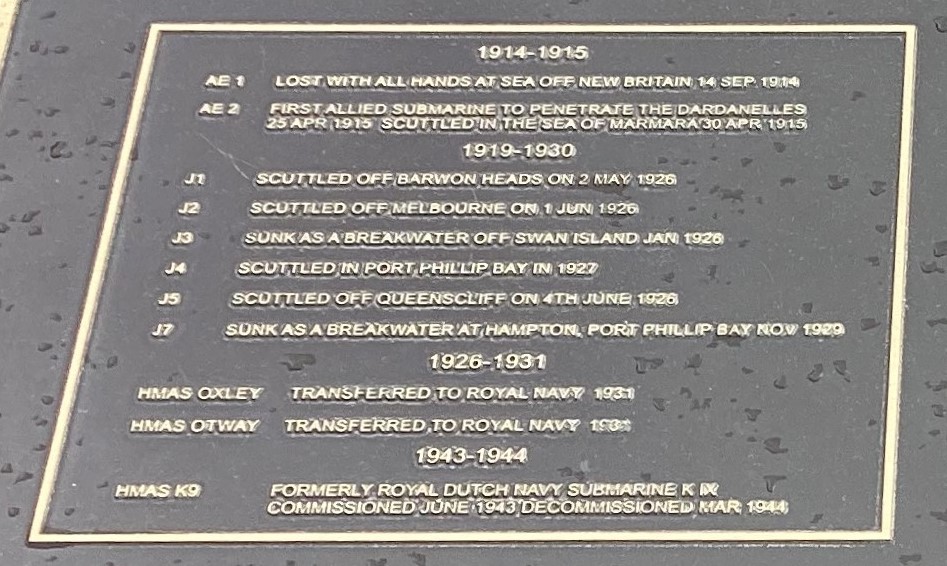 1914-1915
AE 1 LOST WITH ALL HANDS AT SEA OFF NEW BRITAIN 14 SEP 1914
AE 2 FIRST ALLIED SUBMARINE TO PENETRATE THE DARDANELLES
25 APR 1915 SCUTTLED IN THE SEA OF MARMARA 30 APR 1915
1919-1930
J1 SCUTTLED OFF BARWON HEADS ON 2 MAY 1926
J2 SCUTTLED OFF MELBOURNE ON 1 JUN 1926
J3 SUNK AS A BREAKWATER OFF SWAN ISLAND JAN 1926
J4 SCUTTLED IN PORT PHILLIP BAY IN 1927
J5 SCUTTLED OFF QUEENSCLIFF ON 4TH JUNE 1926
J7 SUNK AS A BREAKWATER AT HAMPTON, PORT PHILLIP BAY NOV 1929
1926-1931
HMAS OXLEY TRANSFERRED TO ROYAL NAVY 1931
HMAS OTWAY TRANSFERRED TO ROYAL NAVY 1931
1943-1944
HMAS K9 FORMERLY ROYAL DUTCH NAVY SUBMARINE K IX
COMMISSIONED JUNE 1943 DECOMMISSIONED MAR 1944